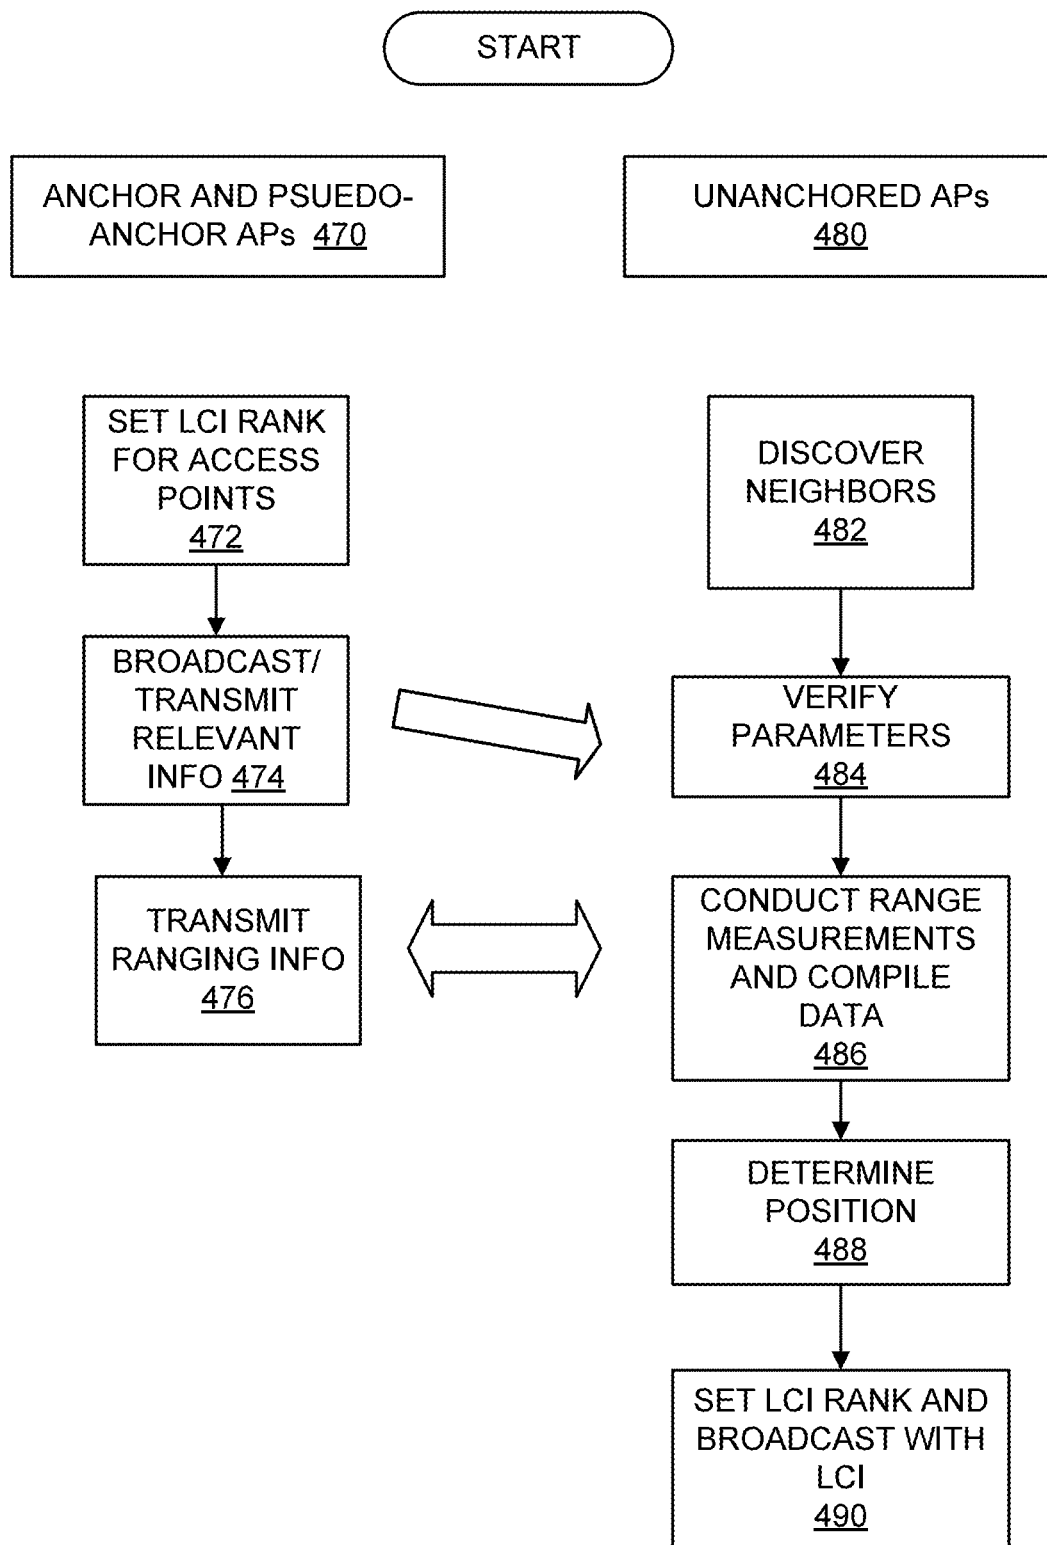 START
ANCHOR AND PSUEDO-
ANCHOR APs 470
UNANCHORED APs
480
SET LCI RANK
FOR ACCESS
POINTS
472
BROADCAST/
TRANSMIT
RELEVANT
INFO 474
TRANSMIT
RANGING INFO
476
DISCOVER
NEIGHBORS
482
VERIFY
PARAMETERS
484
CONDUCT RANGE
MEASUREMENTS
AND COMPILE
DATA
486
DETERMINE
POSITION
488
SET LCI RANK AND
BROADCAST WITH
LCI
490